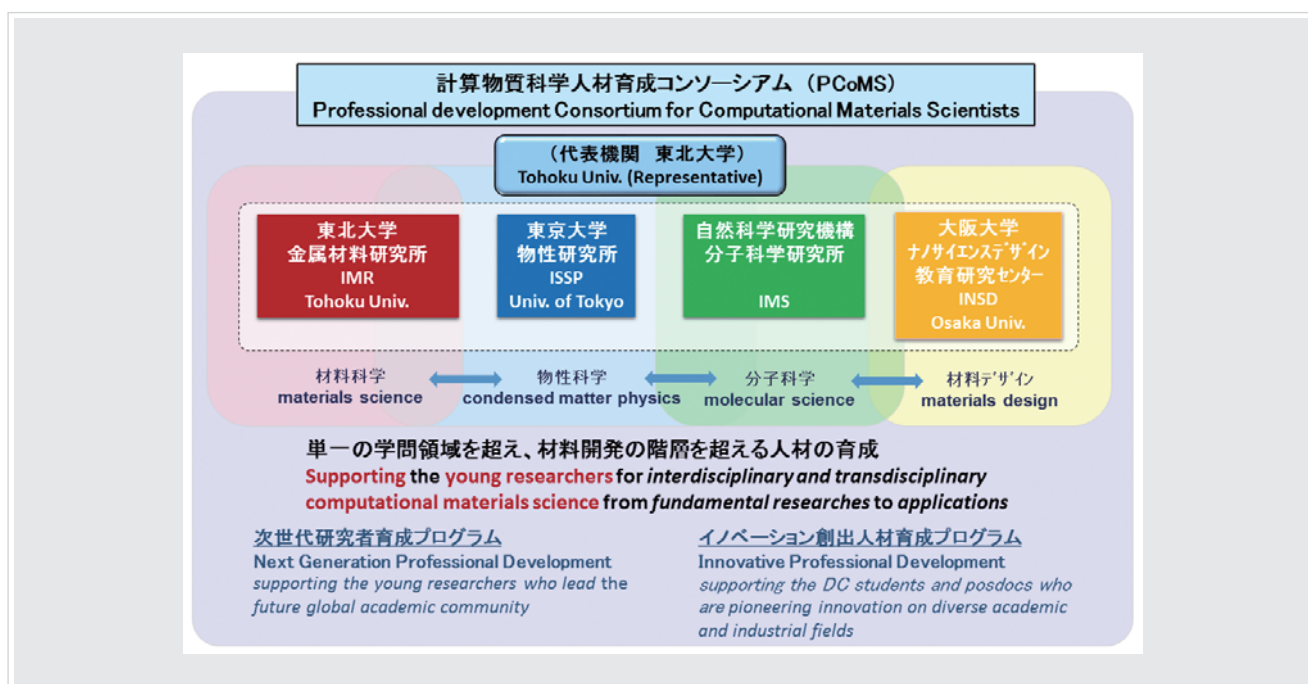 計算物質科学人材育成コンソーシアム（PCoMS）
Professional development Consortium for Computational Materials Scientists
（代表機関　東北大学）
Tohoku Univ. (Representative)
東北大学
金属材料研究所
IMR
Tohoku Univ.
東京大学
物性研究所
ISSP
Univ. of Tokyo
自然科学研究機構
分子科学研究所
IMS
大阪大学
ナノサイエンスデザイン
教育研究センター
INSD
Osaka Univ.
材料科学
materials science
物性科学
condensed matter physics
分子科学
molecular science
材料デザイン
materials design
単一の学問領域を超え、材料開発の階層を超える人材の育成
Supporting the young researchers for interdisciplinary and transdisciplinary
computational materials science from fundamental researches to applications
次世代研究者育成プログラム
Next Generation Professional Development
supporting the young researchers who lead the
future global academic community
イノベーション創出人材育成プログラム
Innovative Professional Development
supporting the DC students and posdocs who
are pioneering innovation on diverse academic
and industrial fields